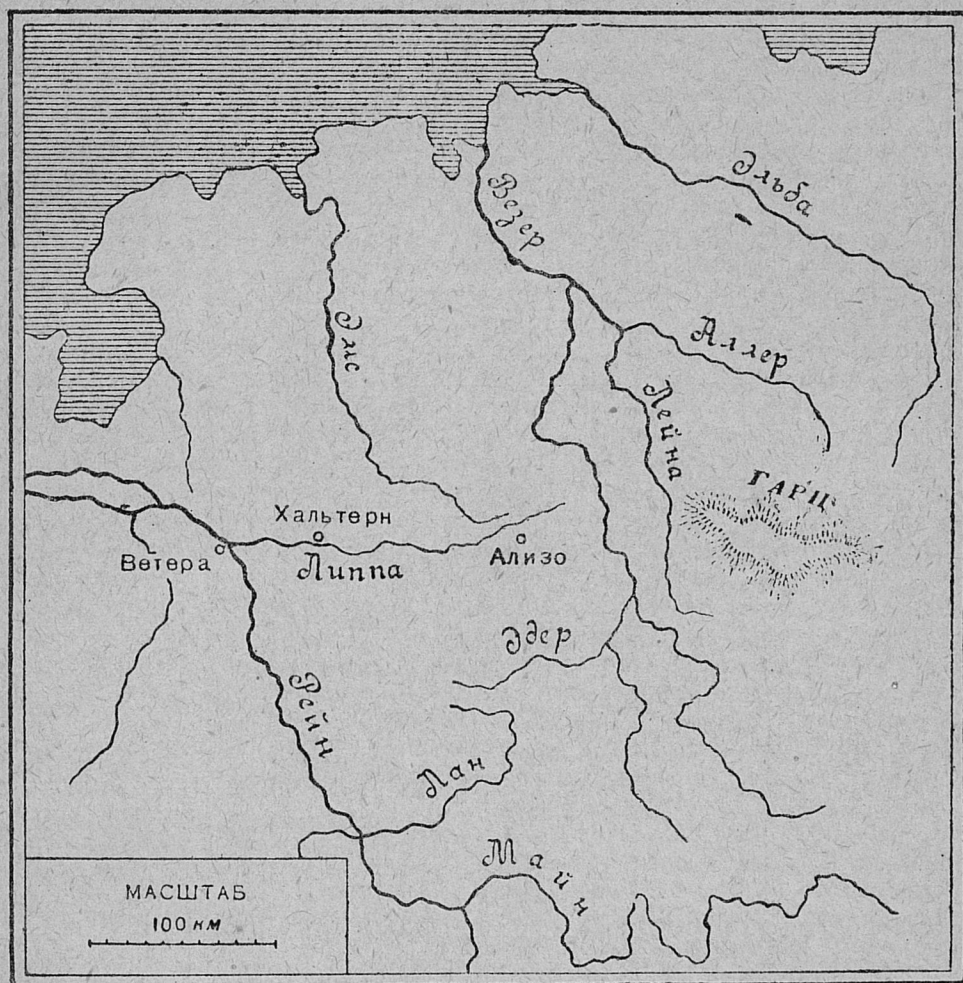 Эльба
Везер
Эмс
Аллер
Лейна
ГАРЦ
Хальтерн
Ветера
Липпа
Ализо
Эдер
Рейн
Лан
Майн
МАСШТАБ
100 км